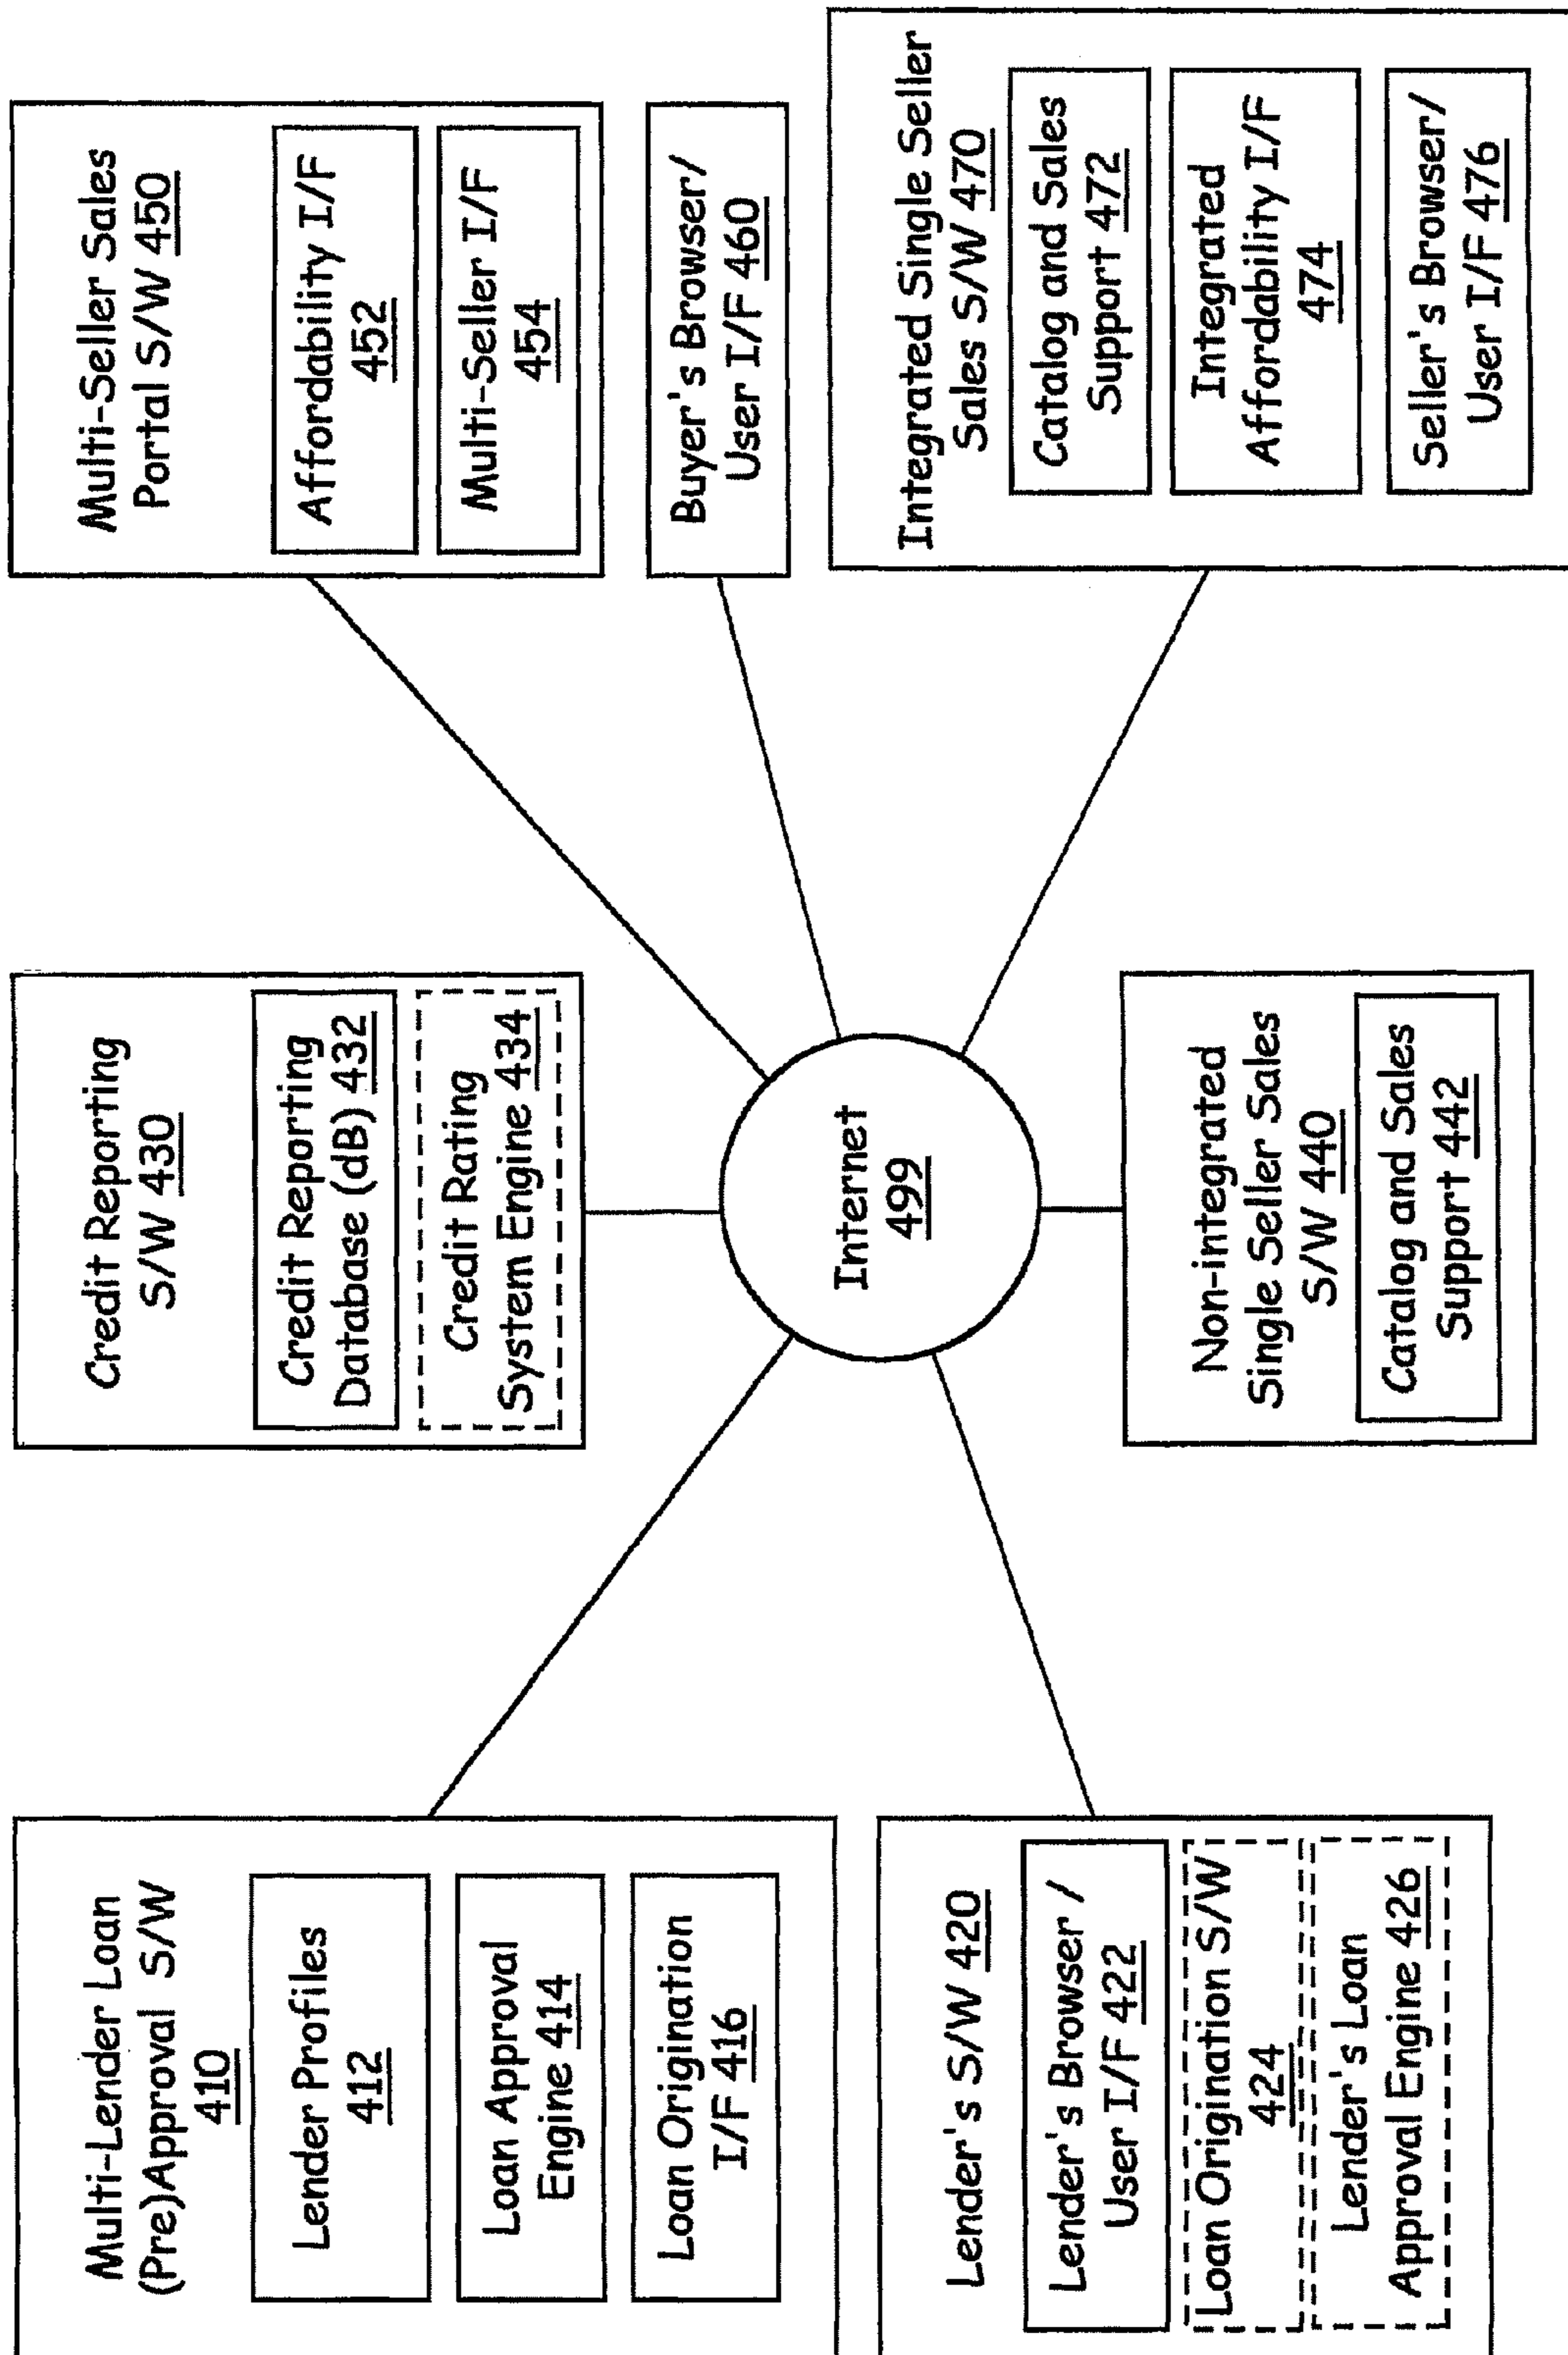 Multi-Lender Loan
(Pre)Approval S/W
410
Lender Profiles
412
Loan Approval
Engine 414
Loan Origination
I/F 416
Lender's S/W 420
Lender's Browser /
User I/F 422
Loan Origination S/W
424
Lender's Loan
Approval Engine 426
Credit Reporting
S/W 430
Credit Reporting
Database (dB) 432
Credit Rating
System Engine 434
Internet
499
Non-integrated
Single Seller Sales
S/W 440
Catalog and Sales
Support 442
Multi-Seller Sales
Portal S/W 450
Affordability I/F
452
Multi-Seller I/F
454
Buyer's Browser/
User I/F 460
Integrated Single Seller
Sales S/W 470
Catalog and Sales
Support 472
Integrated
Affordability I/F
474
Seller's Browser/
User I/F 476